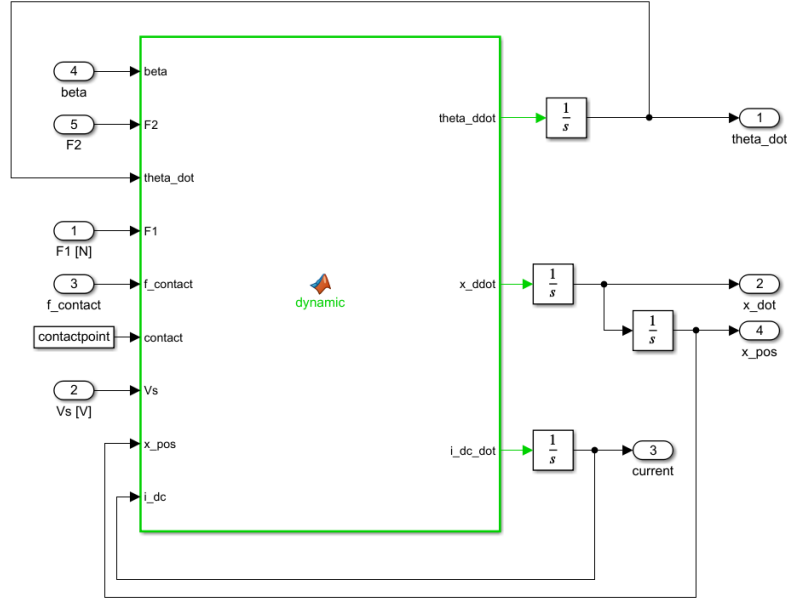 4
beta
5
F2
1
F1 [N]
3
f_contact
contactpoint
2
Vs [V]
beta
F2
theta_dot
F1
f_contact
contact
Vs
x_pos
i_dc
dynamic
theta_ddot
x_ddot
i_dc_dot
1
s
1
theta_dot
1
s
2
x_dot
1
s
4
x_pos
1
s
3
current